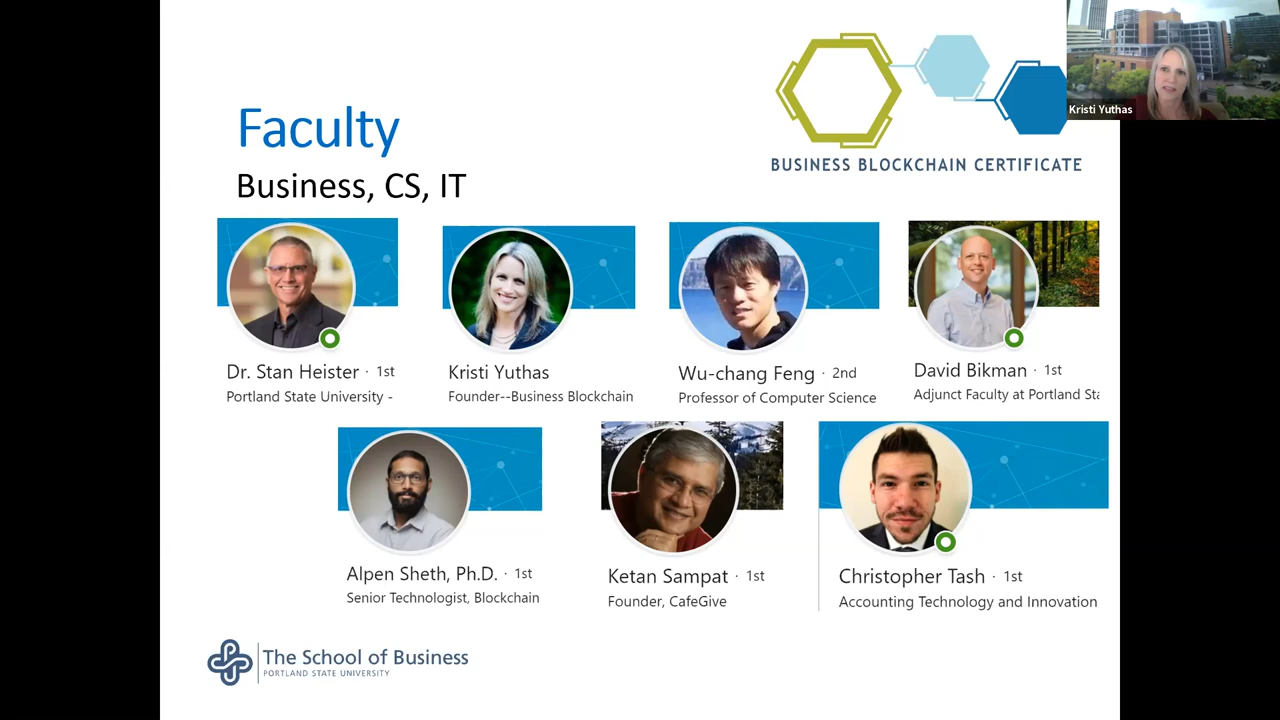 Faculty
Business, CS, IT
BUSINESS BLOCKCHAIN CERTIFICATE
Kristi Yuthas
Dr. Stan Heister · 1st
Portland State University -
Kristi Yuthas
Founder--Business Blockchain
Wu-chang Feng · 2nd
Professor of Computer Science
David Bikman · 1st
Adjunct Faculty at Portland Sta
Alpen Sheth, Ph.D. · 1st
Senior Technologist, Blockchain
Ketan Sampat · 1st
Founder, CafeGive
Christopher Tash · 1st
Accounting Technology and Innovation
The School of Business
PORTLAND STATE UNIVERSITY